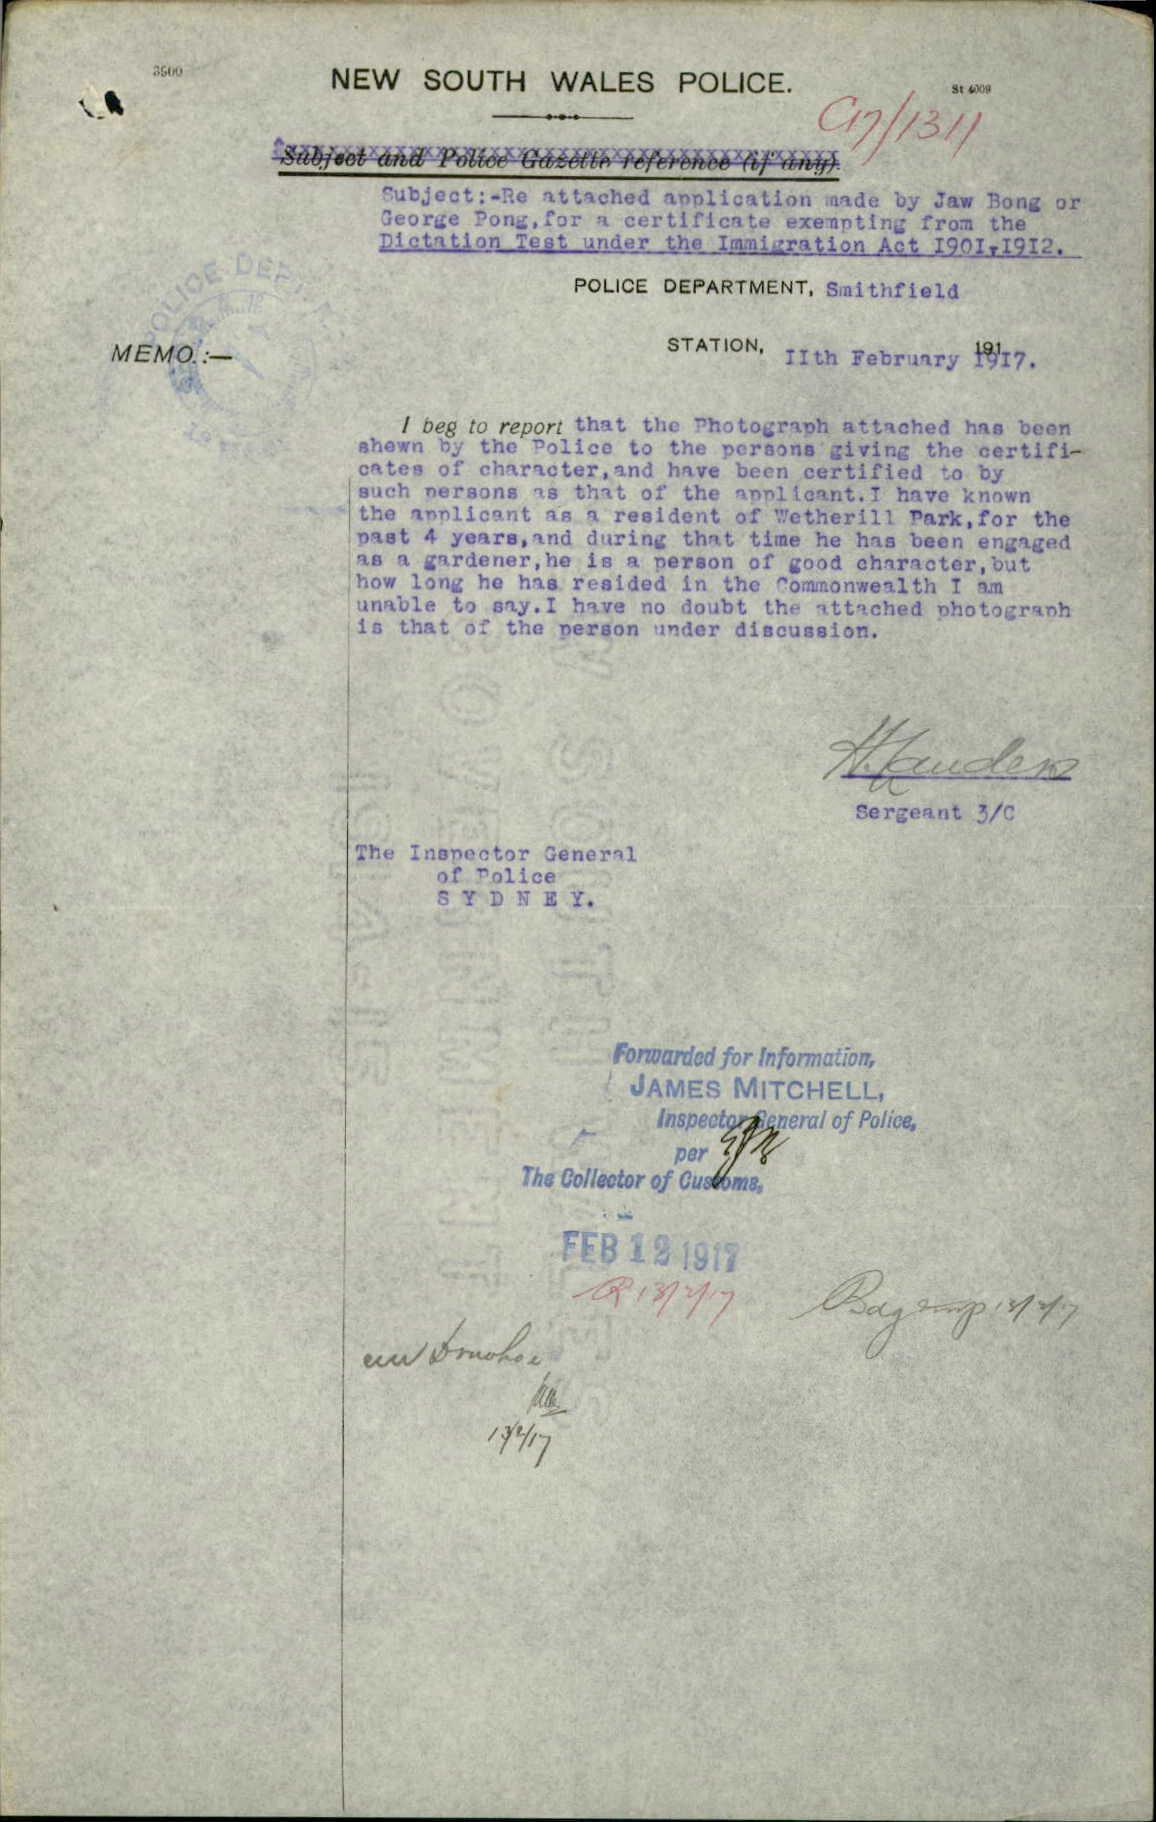 3500
NEW SOUTH WALES POLICE.
St 4009
C17/1311
Subject and Police Gazette reference (if any).
Subject:-Re attached application made by Jaw Bong or
George Pong,for a certificate exempting from the
Dictation Test under the Immigration Act I90I-I9I2.
POLICE DEPARTMENT, Smithfield
STATION,
IIth February 1917.
191
MEMO.:—
POLICE DEPT.
I beg to report that the Photograph attached has been
shewn by the Police to the persons giving the certifi-
cates of character,and have been certified to by
such persons as that of the applicant.I have known
the applicant as a resident of Wetherill Park,for the
past 4 years,and during that time he has been engaged
as a gardener,he is a person of good character,but
how long he has resided in the Commonwealth I am
unable to say.I have no doubt the attached photograph
is that of the person under discussion.
Sergeant 3/C
The Inspector General
of Police
SYDNEY.
Forwarded for Information,
JAMES MITCHELL,
Inspector General of Police,
per
The Collector of Customs,
FEB 12 1917
R 13/2/17
Donohoe
13/2/17